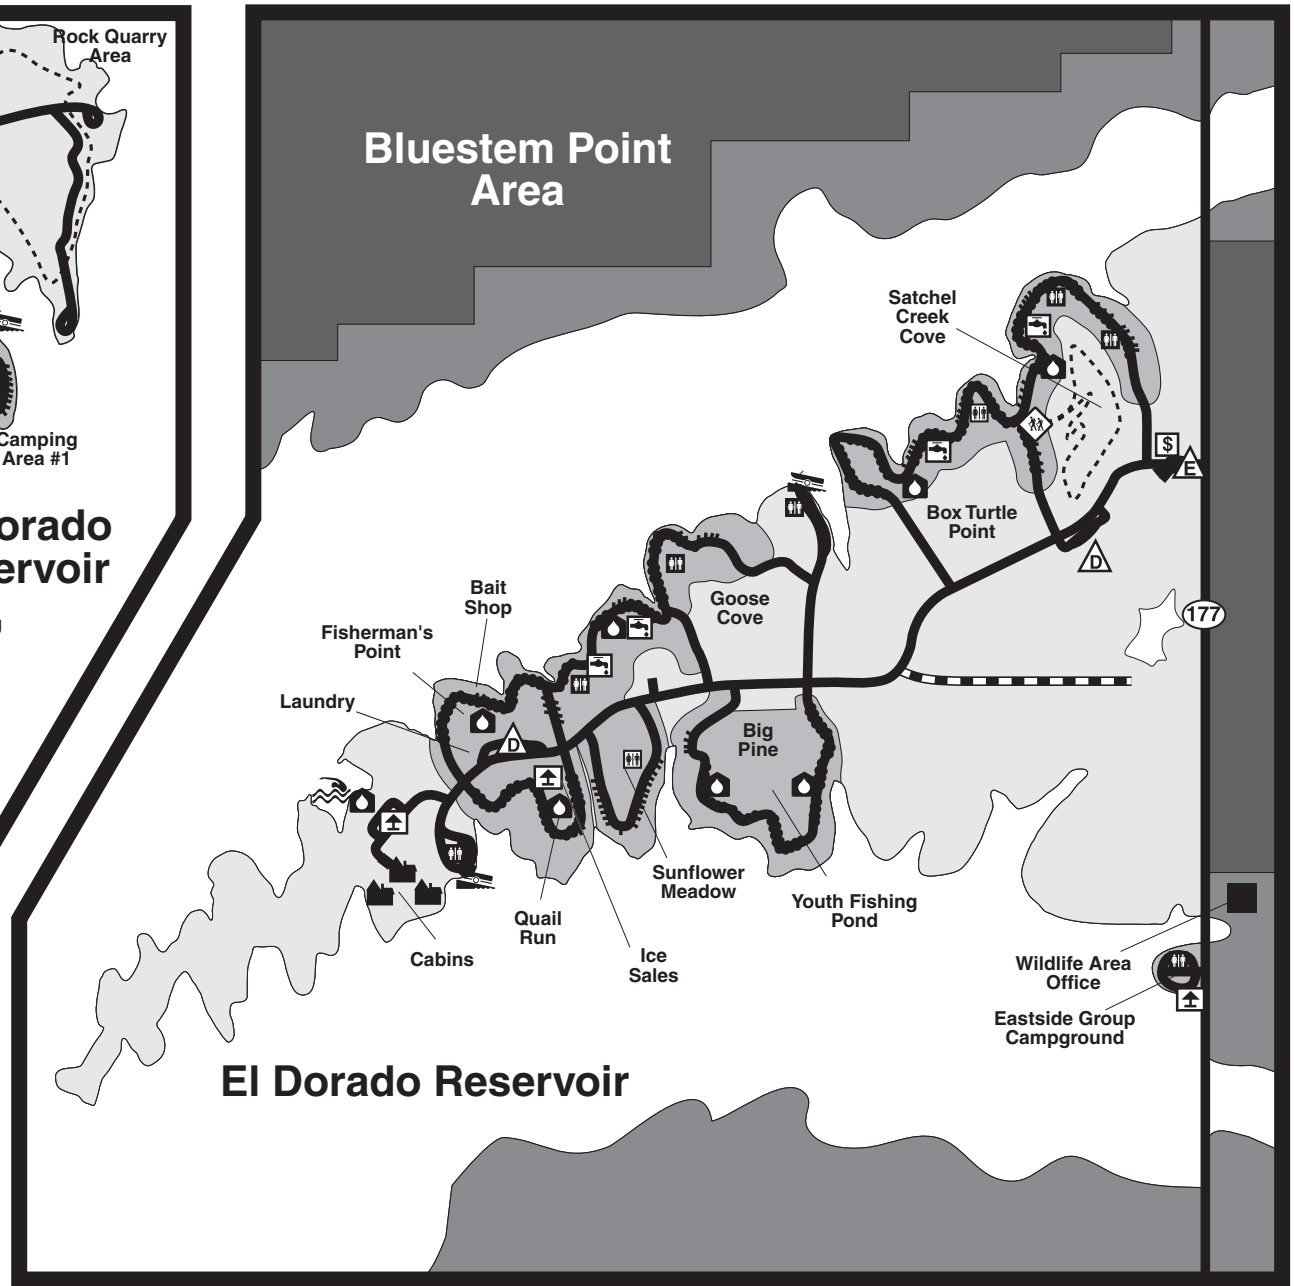 Rock Quarry
Area
Camping
Area #1
orado
ervoir
Bluestem Point
Area
Satchel
Creek
Cove
$
E
Box Turtle
Point
D
177
Goose
Cove
Bait
Shop
Fisherman's
Point
Laundry
D
Big
Pine
Sunflower
Meadow
Youth Fishing
Pond
Quail
Run
Ice
Sales
Cabins
Wildlife Area
Office
Eastside Group
Campground
El Dorado Reservoir